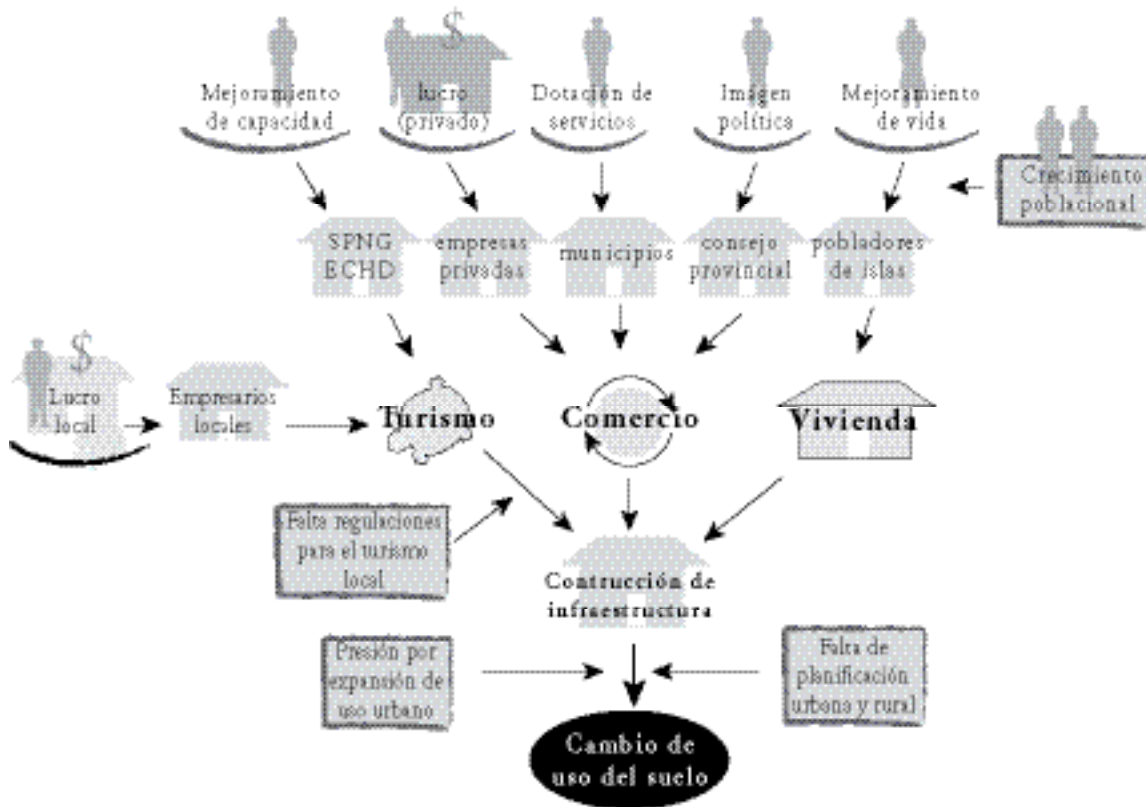 $
$
Mejoramiento
de capacidad
lucro
(privado)
Dotación de
servicios
Imágen
política
Mejoramiento
de vida
Crecimiento
poblacional
SPNG
ECHD
empresas
privadas
municipios
consejo
provincial
pobladores
de islas
Lucro
local
Empresarios
locales
Turismo
Comercio
Vivienda
Falta regulaciones
para el turismo
local
Contrucción de
infraestructura
Presión por
expansión de
uso urbano
Falta de
planificación
urbana y rural
Cambio de
uso del suelo